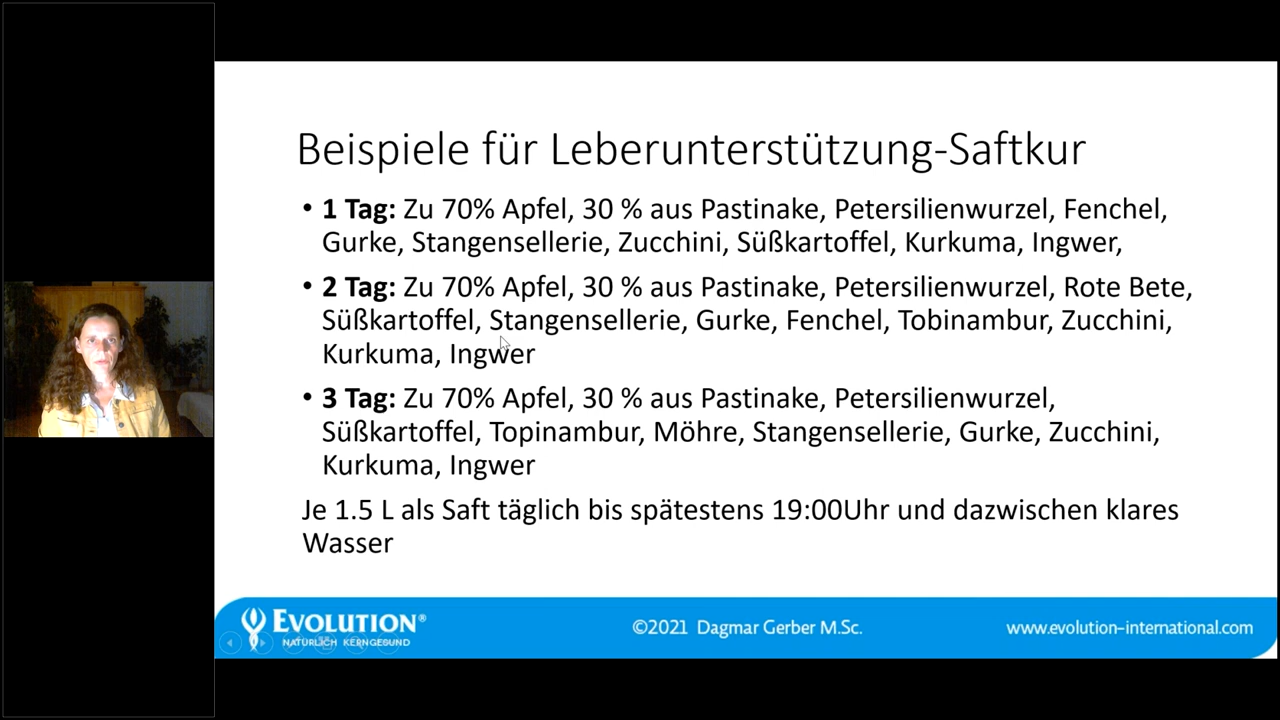 Beispiele für Leberunterstützung-Saftkur
• 1 Tag: Zu 70% Apfel, 30 % aus Pastinake, Petersilienwurzel, Fenchel,
Gurke, Stangensellerie, Zucchini, Süßkartoffel, Kurkuma, Ingwer,
• 2 Tag: Zu 70% Apfel, 30 % aus Pastinake, Petersilienwurzel, Rote Bete,
Süßkartoffel, Stangensellerie, Gurke, Fenchel, Tobinambur, Zucchini,
Kurkuma, Ingwer
• 3 Tag: Zu 70% Apfel, 30 % aus Pastinake, Petersilienwurzel,
Süßkartoffel, Topinambur, Möhre, Stangensellerie, Gurke, Zucchini,
Kurkuma, Ingwer
Je 1.5 L als Saft täglich bis spätestens 19:00Uhr und dazwischen klares
Wasser
EVOLUTION®
NATÜRLICH KERNGESUND
©2021 Dagmar Gerber M.Sc.
www.evolution-international.com